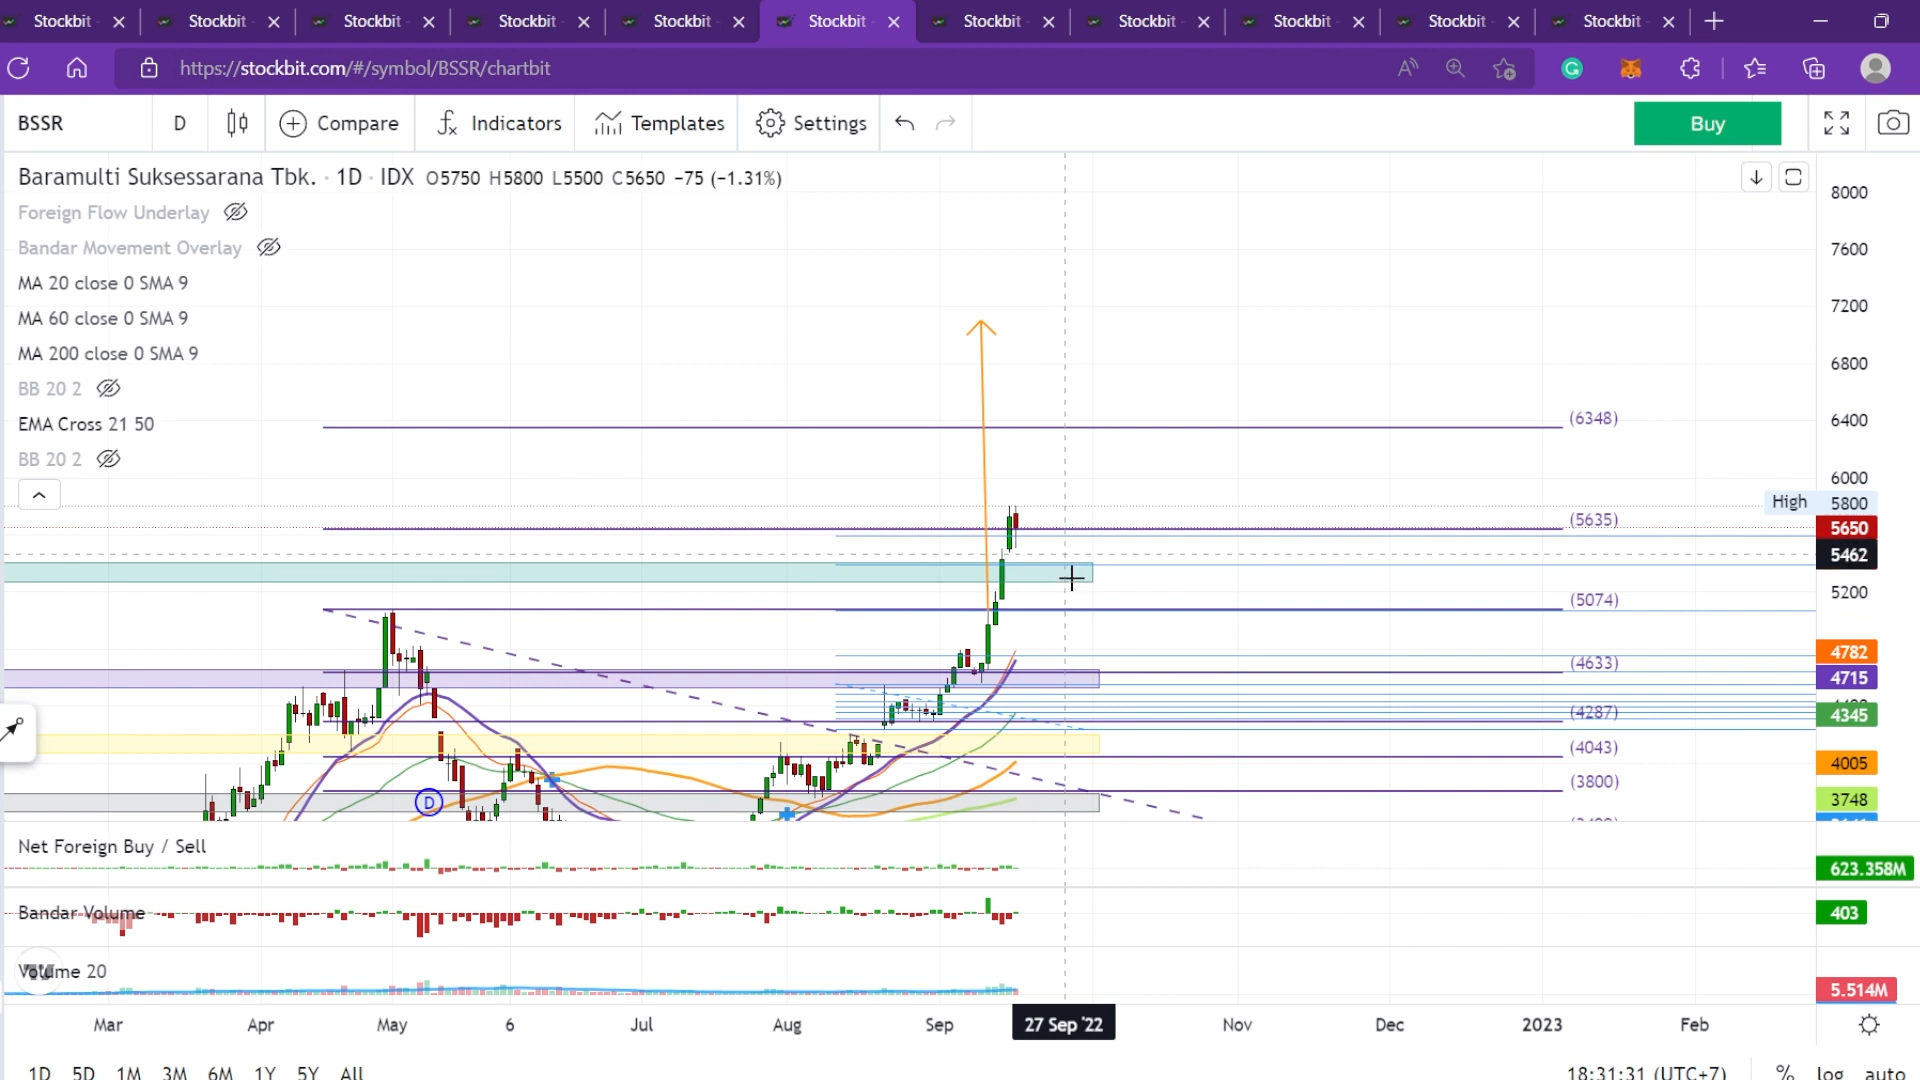 Stockbit Stockbit Stockbit Stockbit Stockbit Stockbit Stockbit Stockbit Stockbit Stockbit Stockbit
https://stockbit.com/#/symbol/BSSR/chartbit
BSSR D Compare Indicators Templates Settings Buy
Baramulti Suksessarana Tbk. · 1D · IDX O5750 H5800 L5500 C5650 −75 (−1.31%)
Foreign Flow Underlay
Bandar Movement Overlay
MA 20 close 0 SMA 9
MA 60 close 0 SMA 9
MA 200 close 0 SMA 9
BB 20 2
EMA Cross 21 50
BB 20 2
8000
7600
7200
6800
(6348) 6400
6000
High 5800
(5635) 5650
5462
5200
(5074)
4782
(4633) 4715
(4287) 4345
(4043) 4005
(3800) 3748
D
Net Foreign Buy / Sell 623.358M
Bandar Volume 403
Volume 20 5.514M
Mar Apr May 6 Jul Aug Sep 27 Sep '22 Nov Dec 2023 Feb
1D 5D 1M 3M 6M 1Y 5Y All 18:31:31 (UTC+7) % log auto